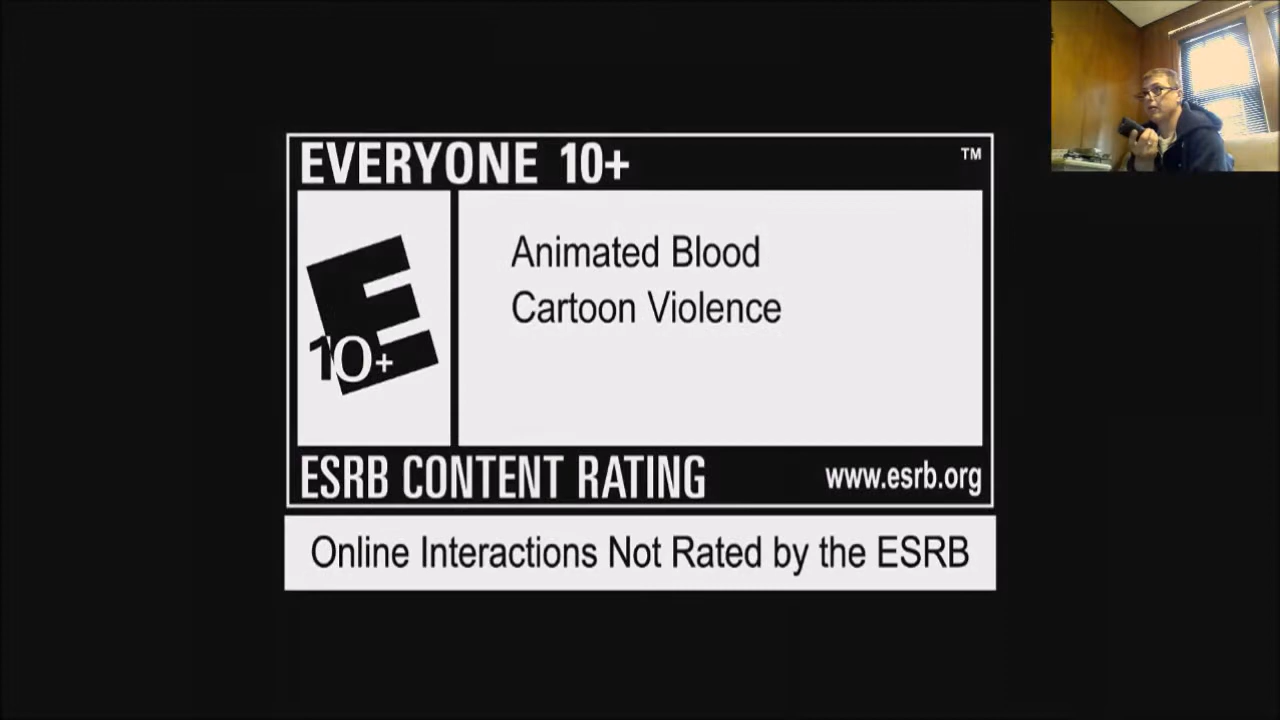 EVERYONE 10+
TM
Animated Blood
Cartoon Violence
10+
ESRB CONTENT RATING
www.esrb.org
Online Interactions Not Rated by the ESRB